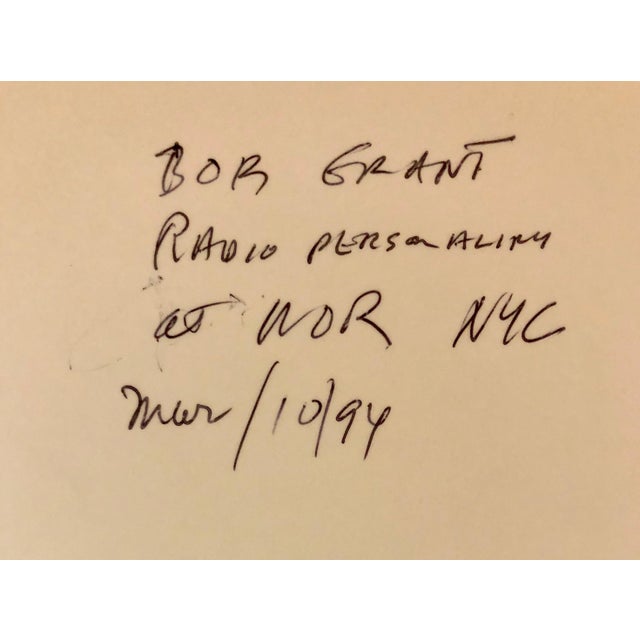 BOB GRANT
RADIO PERSONALITY
at WOR NYC
Mar/10/94